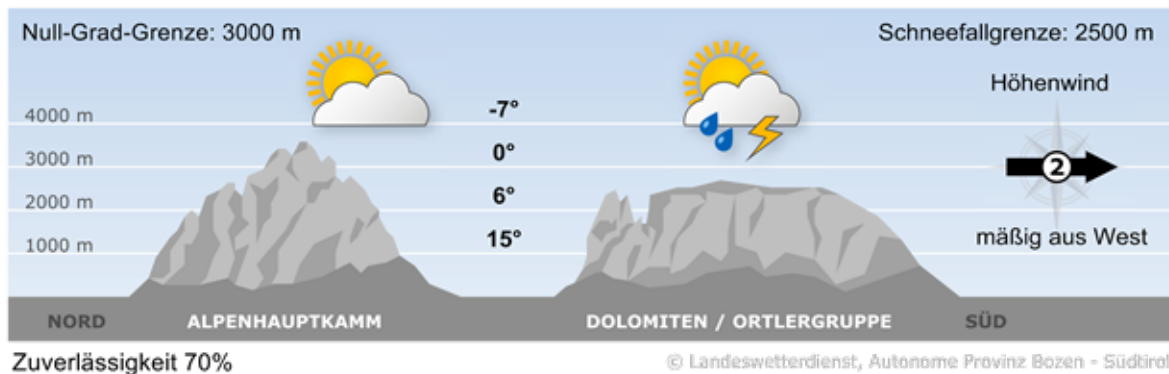 Null-Grad-Grenze: 3000 m
Schneefallgrenze: 2500 m
Höhenwind
4000 m
-7°
3000 m
0°
2
2000 m
6°
1000 m
15°
mäßig aus West
NORD
ALPENHAUPTKAMM
DOLOMITEN / ORTLERGRUPPE
SÜD
Zuverlässigkeit 70%
© Landeswetterdienst, Autonome Provinz Bozen - Südtirol